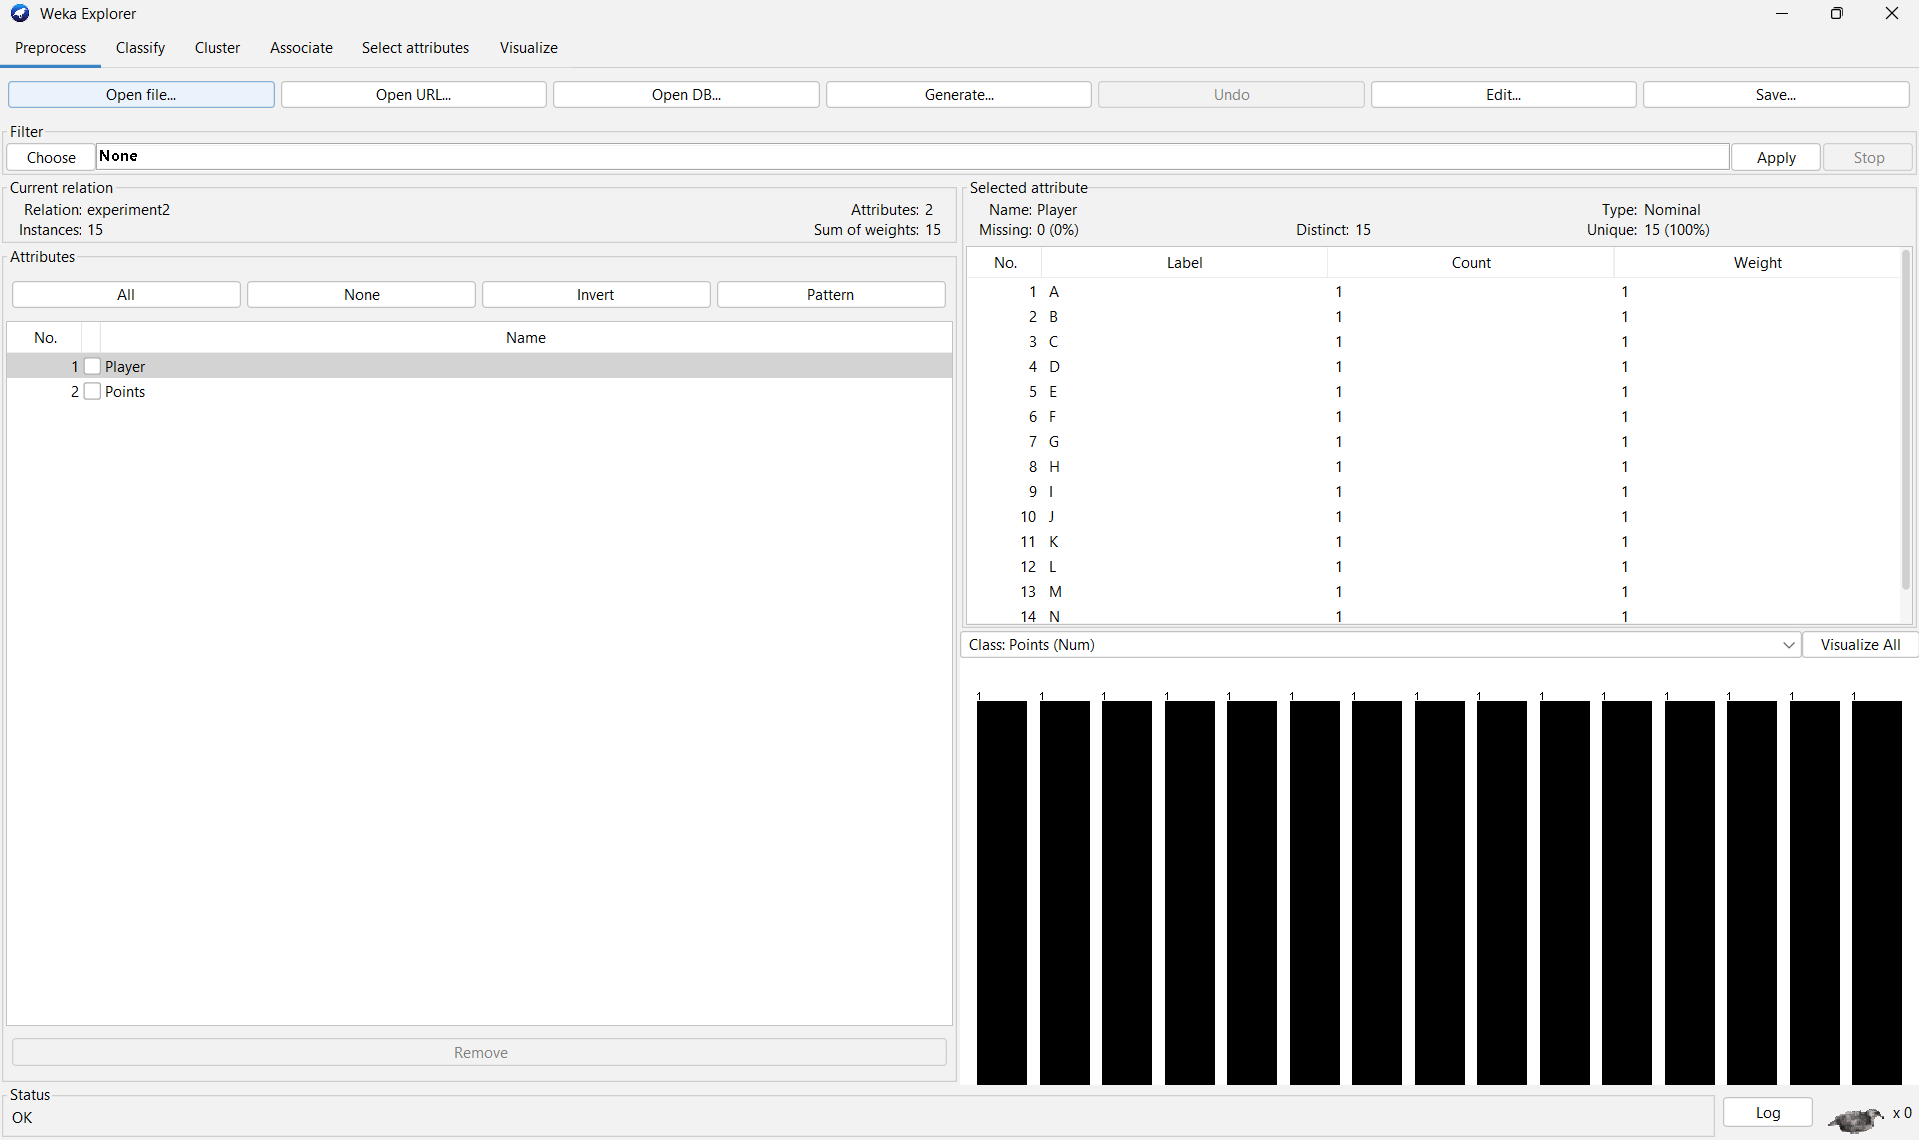 Weka Explorer
Preprocess Classify Cluster Associate Select attributes Visualize
Open file... Open URL... Open DB... Generate... Undo Edit... Save...
Filter
Choose None Apply Stop
Current relation
Relation: experiment2 Attributes: 2
Instances: 15 Sum of weights: 15
Attributes
All None Invert Pattern
No. Name
1 Player
2 Points
Remove
Selected attribute
Name: Player Type: Nominal
Missing: 0 (0%) Distinct: 15 Unique: 15 (100%)
No. Label Count Weight
1 A 1 1
2 B 1 1
3 C 1 1
4 D 1 1
5 E 1 1
6 F 1 1
7 G 1 1
8 H 1 1
9 I 1 1
10 J 1 1
11 K 1 1
12 L 1 1
13 M 1 1
14 N 1 1
Class: Points (Num) Visualize All
1 1 1 1 1 1 1 1 1 1 1 1 1 1 1
Status
OK
Log x 0